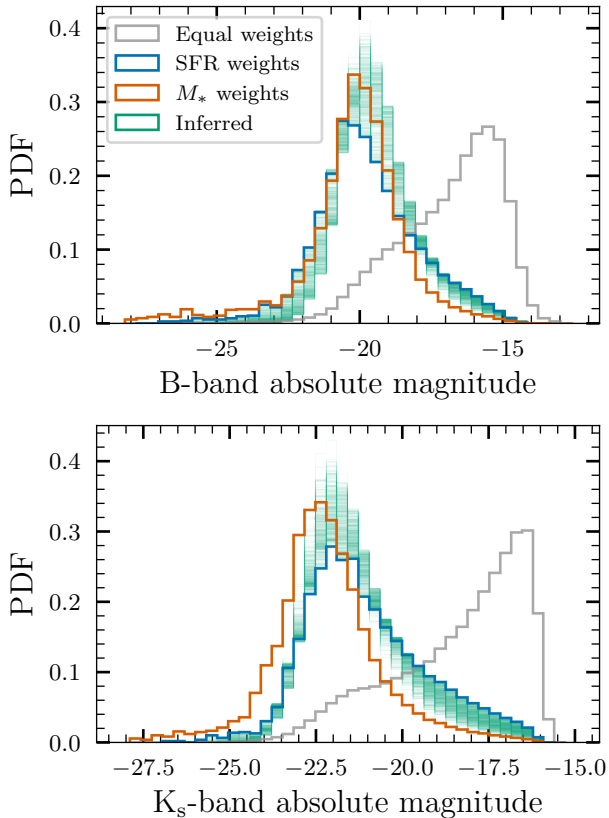 0.4
0.3
0.2
0.1
0.0
PDF
Equal weights
SFR weights
M* weights
Inferred
−25 −20 −15
B-band absolute magnitude
0.4
0.3
0.2
0.1
0.0
PDF
−27.5 −25.0 −22.5 −20.0 −17.5 −15.0
Ks-band absolute magnitude